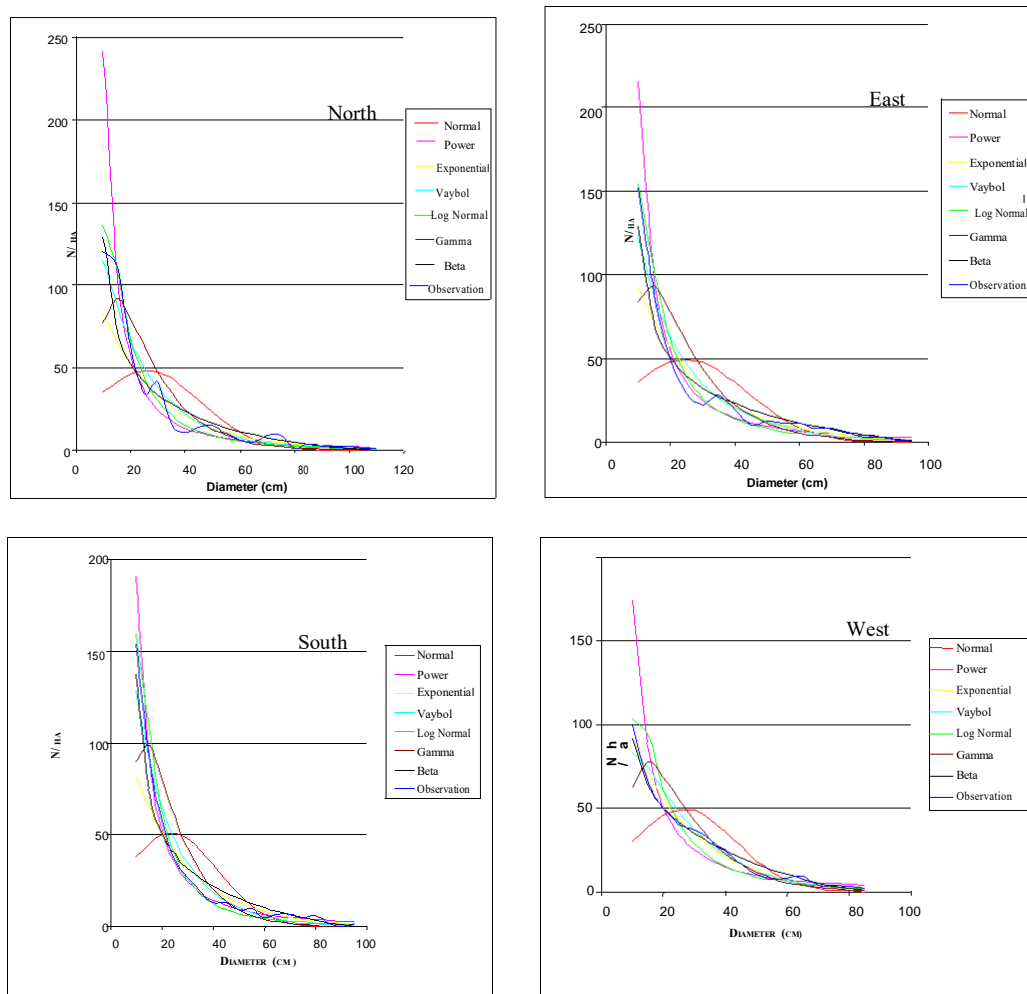 250
200
150
100
50
0
N/ HA
0 20 40 60 80 100 120
Diameter (cm)
North
Normal
Power
Exponential
Vaybol
Log Normal
Gamma
Beta
Observation
250
200
150
100
50
0
N/HA
0 20 40 60 80 100
Diameter (cm)
East
Normal
Power
Exponential
Vaybol
Log Normal
Gamma
Beta
Observation
200
150
100
50
0
N/ HA
0 20 40 60 80 100
DIAMETER (CM )
South
Normal
Power
Exponential
Vaybol
Log Normal
Gamma
Beta
Observation
150
100
50
0
N h
/ a
0 20 40 60 80 100
DIAMETER (CM)
West
Normal
Power
Exponential
Vaybol
Log Normal
Gamma
Beta
Observation